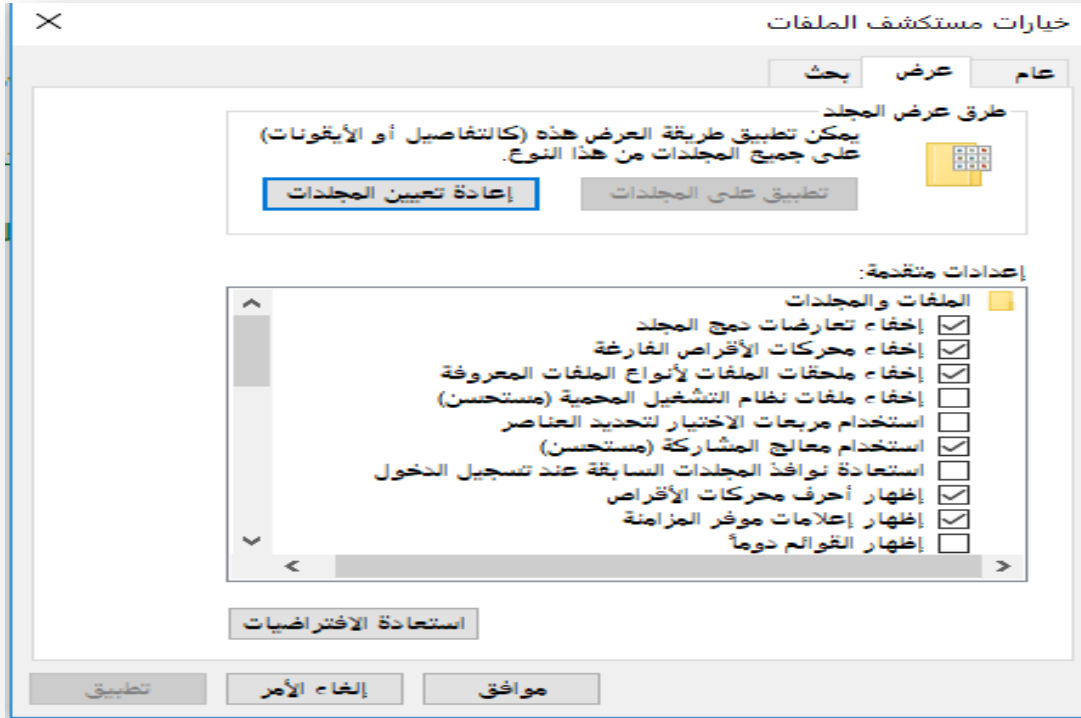 خيارات مستكشف الملفات
عام
عرض
بحث
طرق عرض المجلد
يمكن تطبيق طريقة العرض هذه (كالتفاصيل أو الأيقونات)
على جميع المجلدات من هذا النوع.
تطبيق على المجلدات
إعادة تعيين المجلدات
إعدادات متقدمة:
الملفات والمجلدات
إخفاء تعارضات دمج المجلد
إخفاء محركات الأقراص الفارغة
إخفاء ملحقات الملفات لأنواع الملفات المعروفة
إخفاء ملفات نظام التشغيل المحمية (مستحسن)
استخدام مربعات الاختيار لتحديد العناصر
استخدام معالج المشاركة (مستحسن)
استعادة نوافذ المجلدات السابقة عند تسجيل الدخول
إظهار أحرف محركات الأقراص
إظهار إعلامات موفر المزامنة
إظهار القوائم دوماً
استعادة الافتراضيات
موافق
إلغاء الأمر
تطبيق